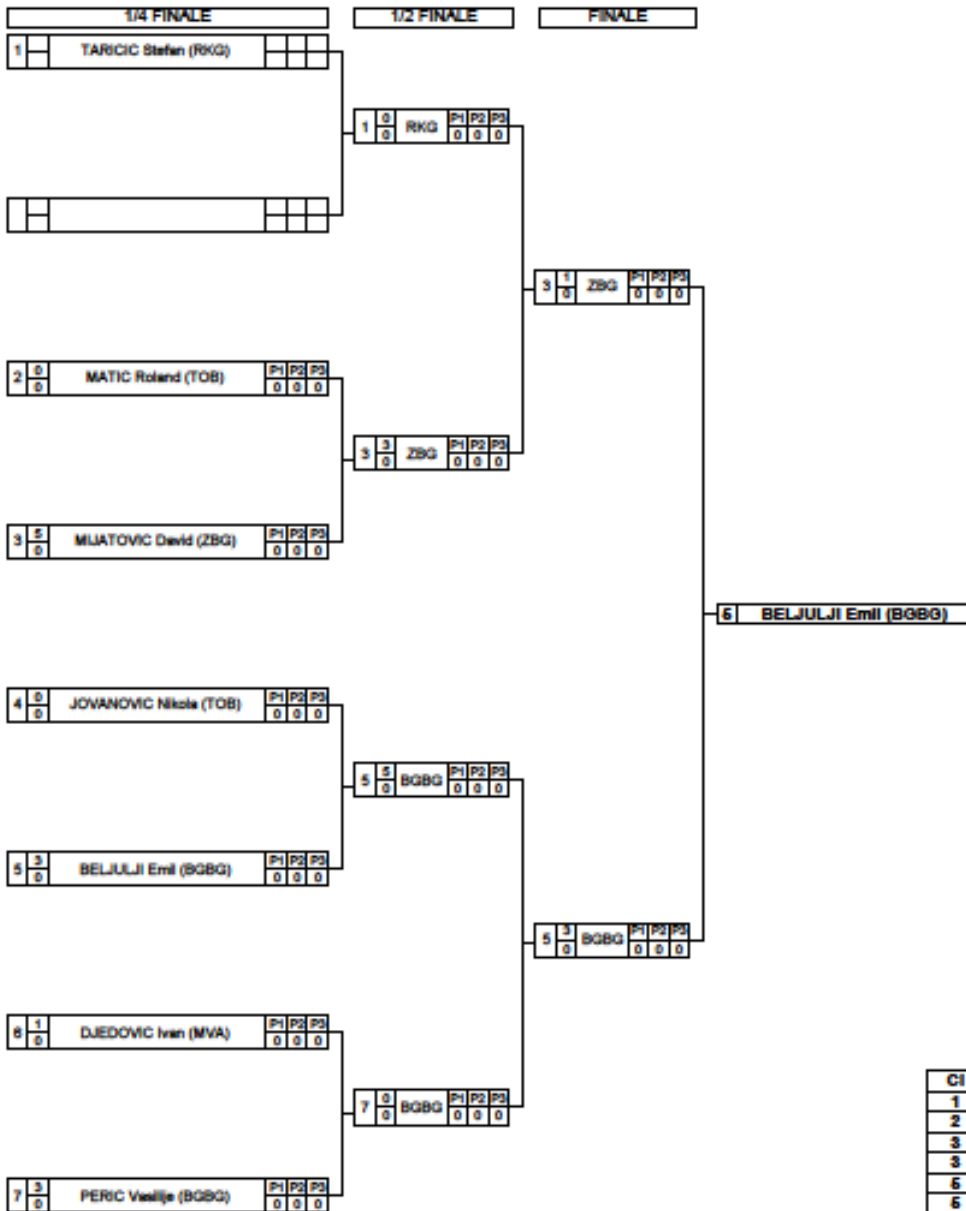 1/4 FINALE 1/2 FINALE FINALE
1 TARICIC Stefan (RKG)
1 0 RKG P1 P2 P3
0 0 0 0
3 1 ZBG P1 P2 P3
0 0 0 0
2 0 MATIC Roland (TOB) P1 P2 P3
0 0 0 0
3 3 ZBG P1 P2 P3
0 0 0 0
3 5 MIJATOVIC David (ZBG) P1 P2 P3
0 0 0 0
5 BELJULJI Emil (BGBG)
4 0 JOVANOVIC Nikola (TOB) P1 P2 P3
0 0 0 0
5 5 BGBG P1 P2 P3
0 0 0 0
5 3 BELJULJI Emil (BGBG) P1 P2 P3
0 0 0 0
5 3 BGBG P1 P2 P3
0 0 0 0
6 1 DJEDOVIC Ivan (MVA) P1 P2 P3
0 0 0 0
7 0 BGBG P1 P2 P3
0 0 0 0
7 3 PERIC Vasilije (BGBG) P1 P2 P3
0 0 0 0
Cl
1
2
3
3
5
5